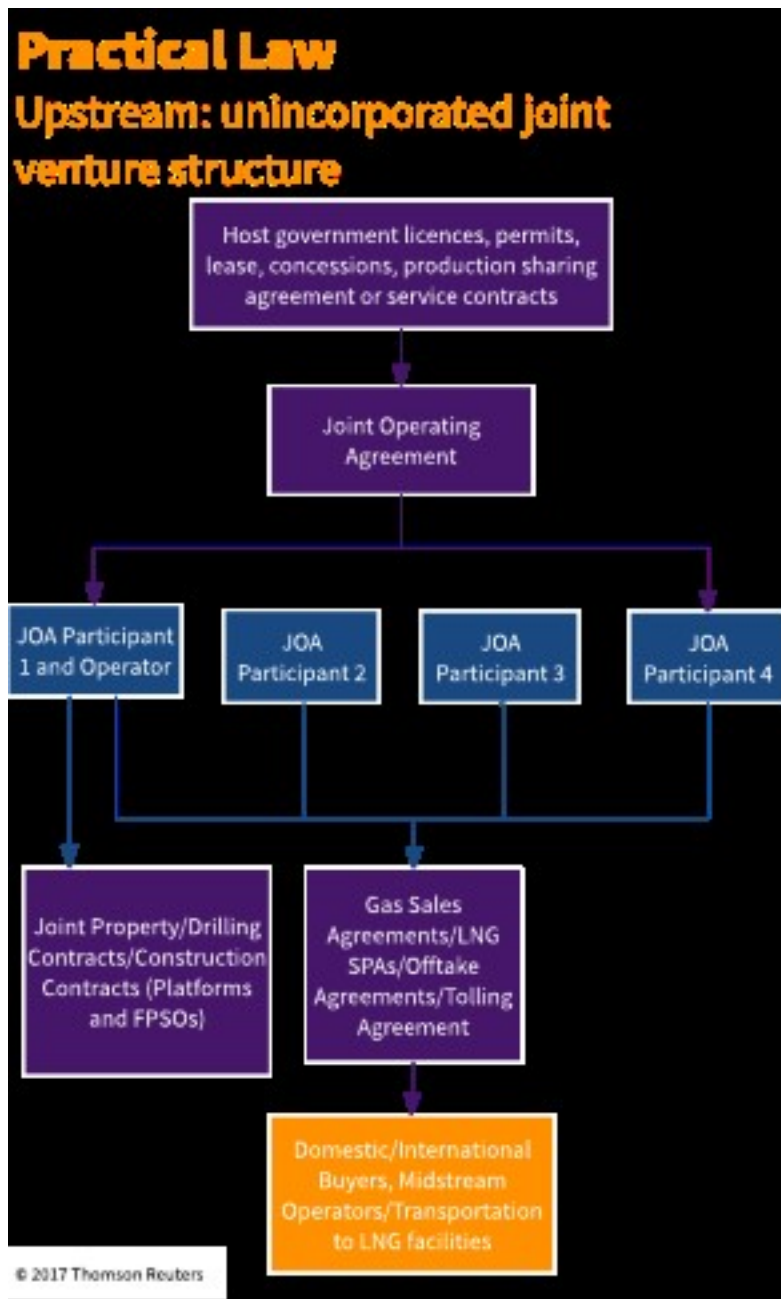 Practical Law
Upstream: unincorporated joint
venture structure
Host government licences, permits,
lease, concessions, production sharing
agreement or service contracts
Joint Operating
Agreement
JOA Participant
1 and Operator
JOA
Participant 2
JOA
Participant 3
JOA
Participant 4
Joint Property/Drilling
Contracts/Construction
Contracts (Platforms
and FPSOs)
Gas Sales
Agreements/LNG
SPAs/Offtake
Agreements/Tolling
Agreement
Domestic/International
Buyers, Midstream
Operators/Transportation
to LNG facilities
© 2017 Thomson Reuters